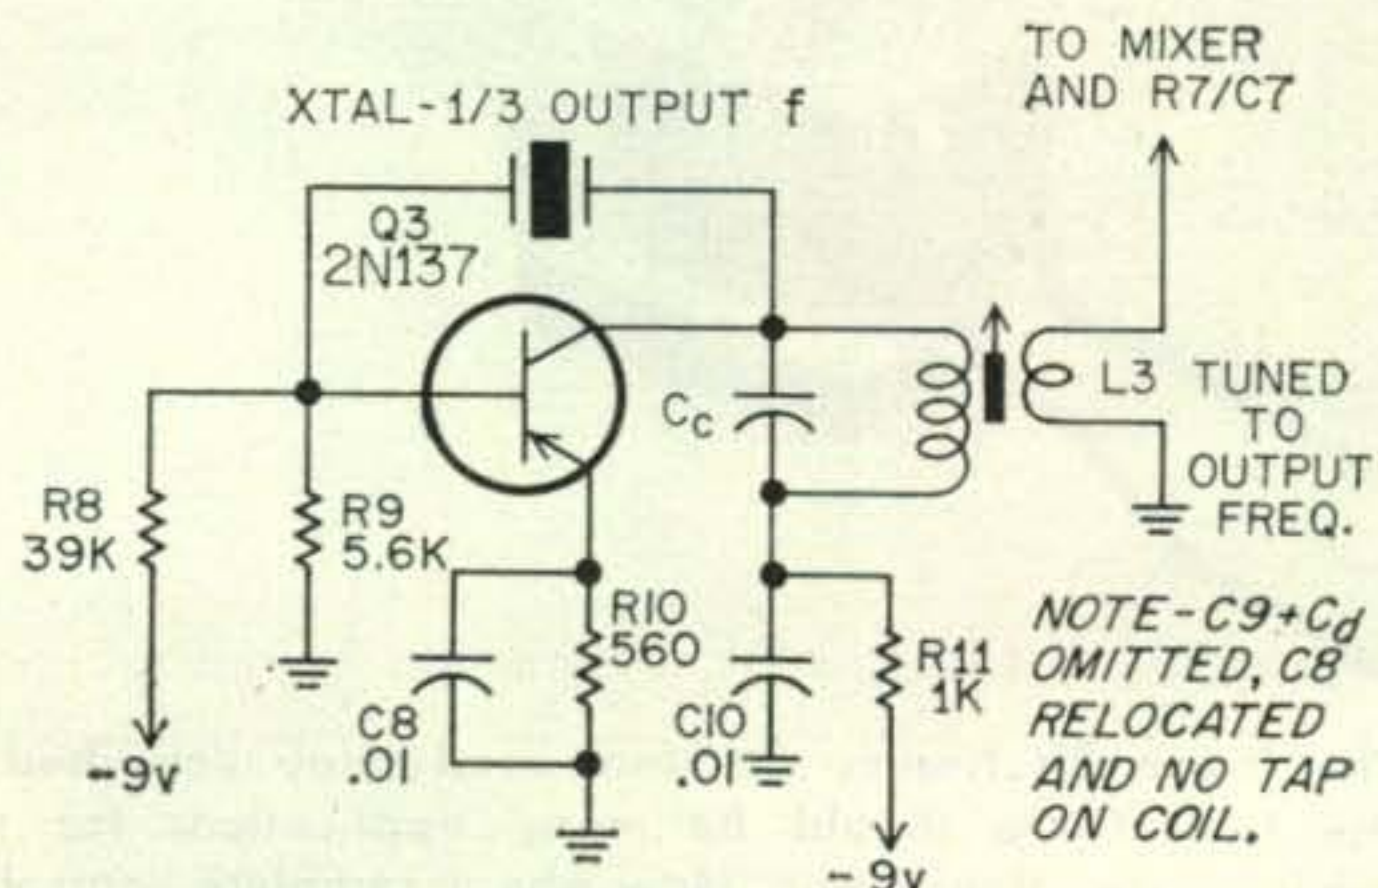 TO MIXER
AND R7/C7
XTAL-1/3 OUTPUT f
Q3
2N137
Cc
L3
TUNED
TO
OUTPUT
FREQ.
R8
39K
R9
5.6K
R10
560
C8
.01
C10
.01
R11
1K
-9v
-9v
NOTE-C9+Cd
OMITTED, C8
RELOCATED
AND NO TAP
ON COIL.